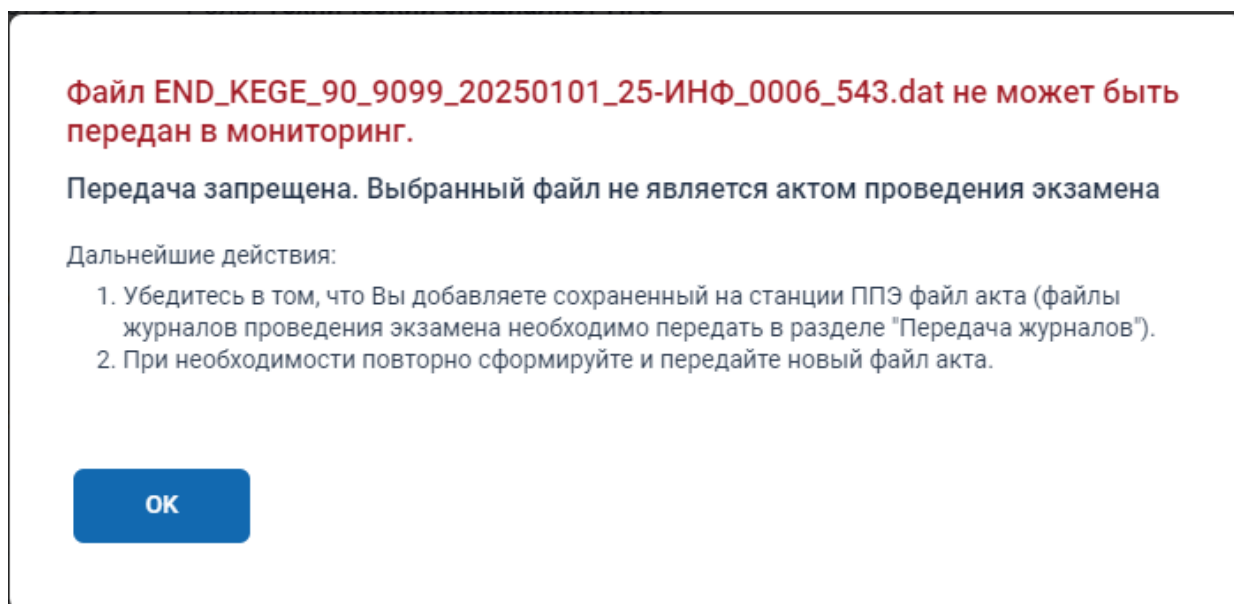 Файл END_KEGE_90_9099_20250101_25-ИНФ_0006_543.dat не может быть
передан в мониторинг.
Передача запрещена. Выбранный файл не является актом проведения экзамена
Дальнейшие действия:
1. Убедитесь в том, что Вы добавляете сохраненный на станции ППЭ файл акта (файлы
журналов проведения экзамена необходимо передать в разделе "Передача журналов").
2. При необходимости повторно сформируйте и передайте новый файл акта.
ОК